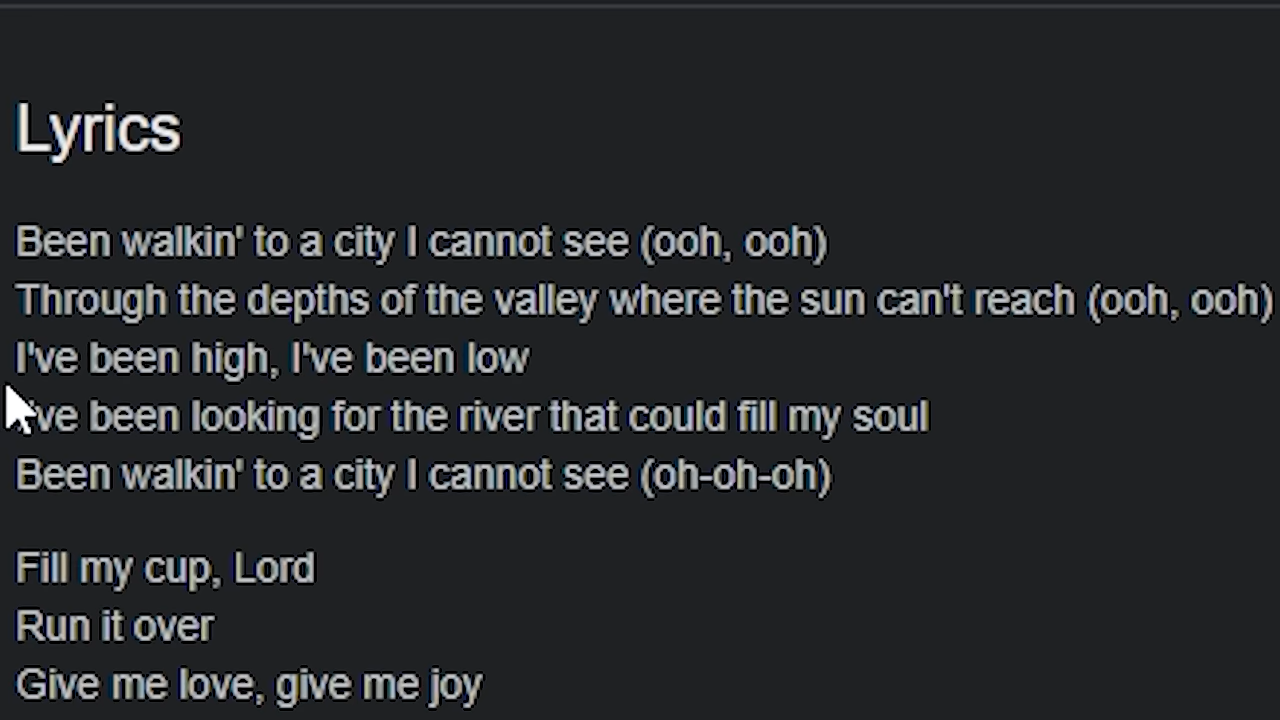 Lyrics
Been walkin' to a city I cannot see (ooh, ooh)
Through the depths of the valley where the sun can't reach (ooh, ooh)
I've been high, I've been low
I've been looking for the river that could fill my soul
Been walkin' to a city I cannot see (oh-oh-oh)
Fill my cup, Lord
Run it over
Give me love, give me joy